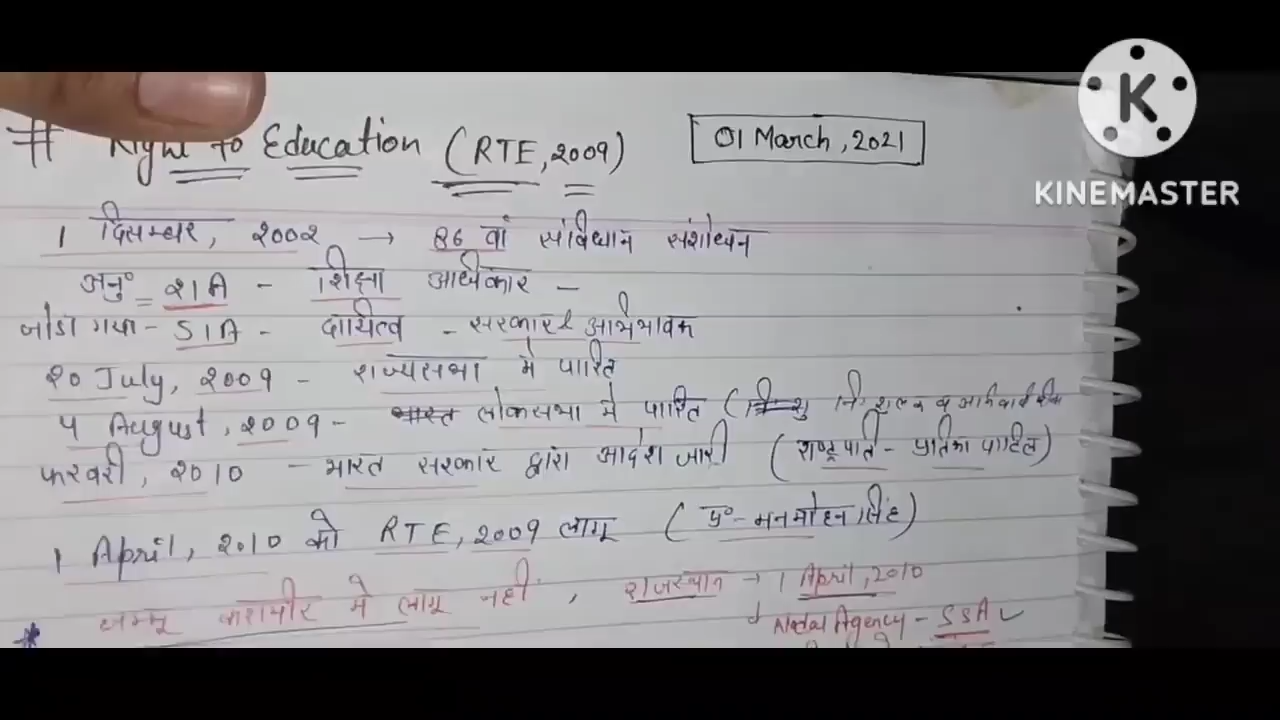 # Right to Education (RTE, 2009)
01 March, 2021
KINEMASTER
1 दिसम्बर, 2002 → 86 वां संविधान संशोधन
अनु० = 21A - शिक्षा अधिकार -
जोडा गया - 51A - दायित्व - सरकार अभिभावक
20 July, 2009 - राज्यसभा मे पारित
4 August, 2009 - भारत लोकसभा मे पारित ( नि:शुल्क व
फरवरी, 2010 - भारत सरकार द्वारा आदेश जारी (राष्ट्रपति - प्रतिभा पाटिल)
1 April, 2010 को RTE, 2009 लागू ( प्र०- मनमोहन सिंह)
जम्मू काश्मीर मे लागू नही, राजस्थान → 1 April, 2010
* Nodal Agency - SSA